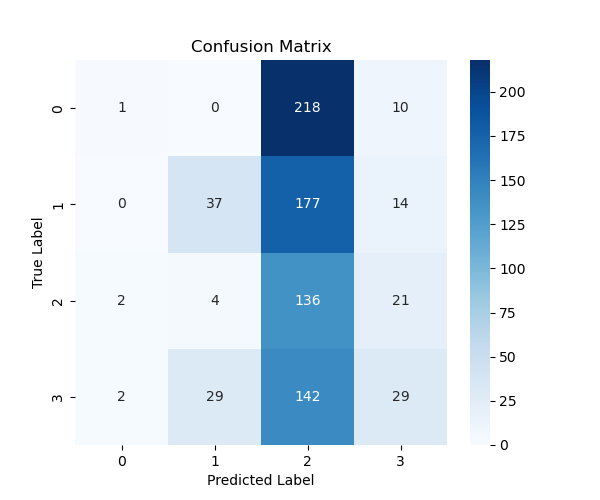 Confusion Matrix
True Label
0 1 0 218 10
1 0 37 177 14
2 2 4 136 21
3 2 29 142 29
0 1 2 3
Predicted Label
200
175
150
125
100
75
50
25
0